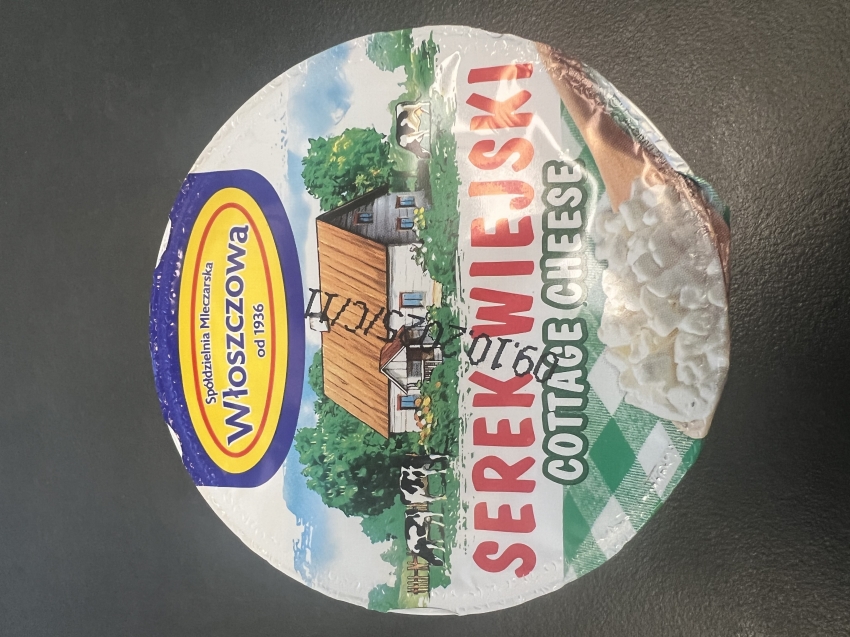 Spółdzielnia Mleczarska
Włoszczowa
od 1936
SEREK WIEJSKI
COTTAGE CHEESE
09.10.2025/C/11